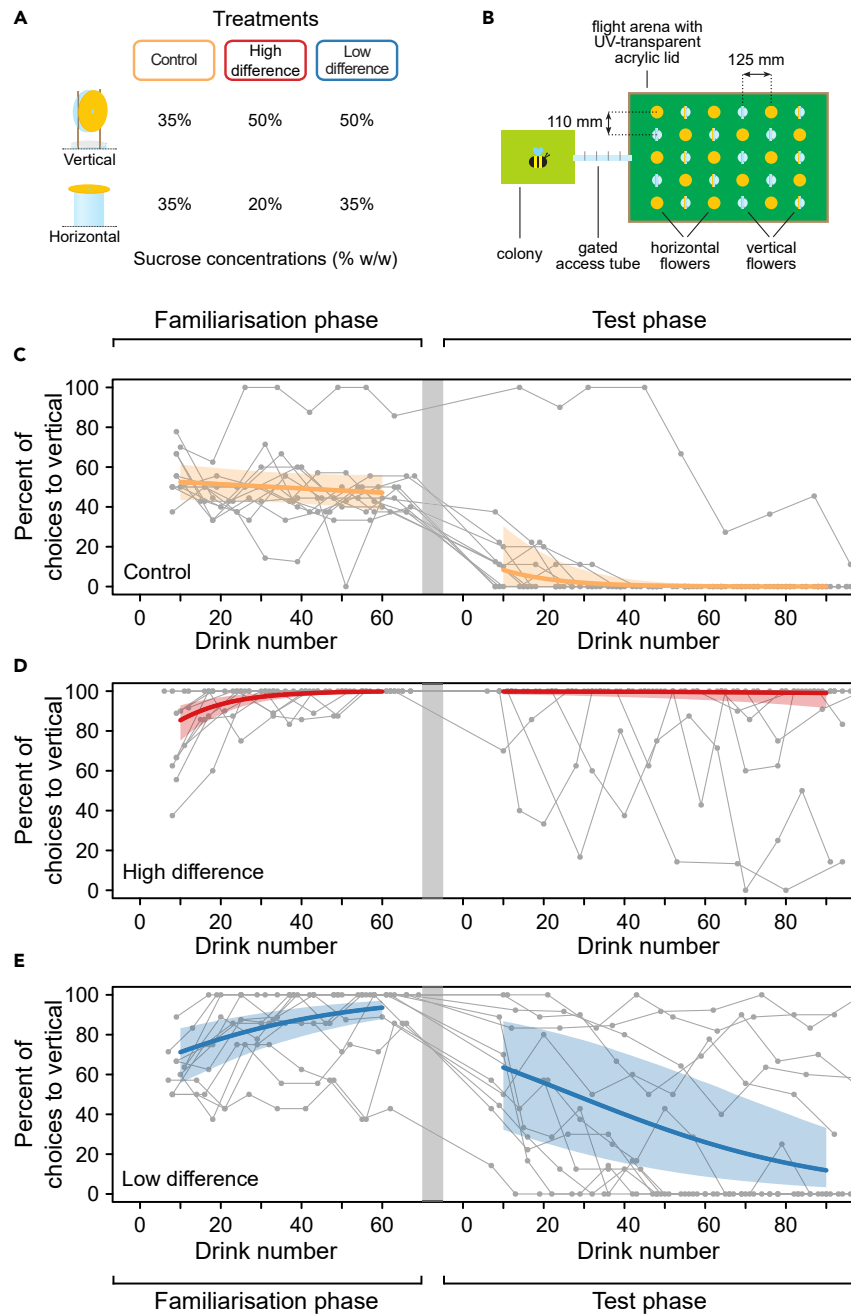 A
Treatments
Control
High
difference
Low
difference
35%
50%
50%
Vertical
35%
20%
35%
Horizontal
Sucrose concentrations (% w/w)
B
flight arena with
UV-transparent
acrylic lid
125 mm
110 mm
colony
gated
access tube
horizontal
flowers
vertical
flowers
Familiarisation phase
Test phase
C
Percent of
choices to vertical
100
80
60
40
20
0
Control
0
20
40
60
0
20
40
60
80
Drink number
Drink number
D
Percent of
choices to vertical
100
80
60
40
20
0
High difference
0
20
40
60
0
20
40
60
80
Drink number
Drink number
E
Percent of
choices to vertical
100
80
60
40
20
0
Low difference
0
20
40
60
0
20
40
60
80
Drink number
Drink number
Familiarisation phase
Test phase